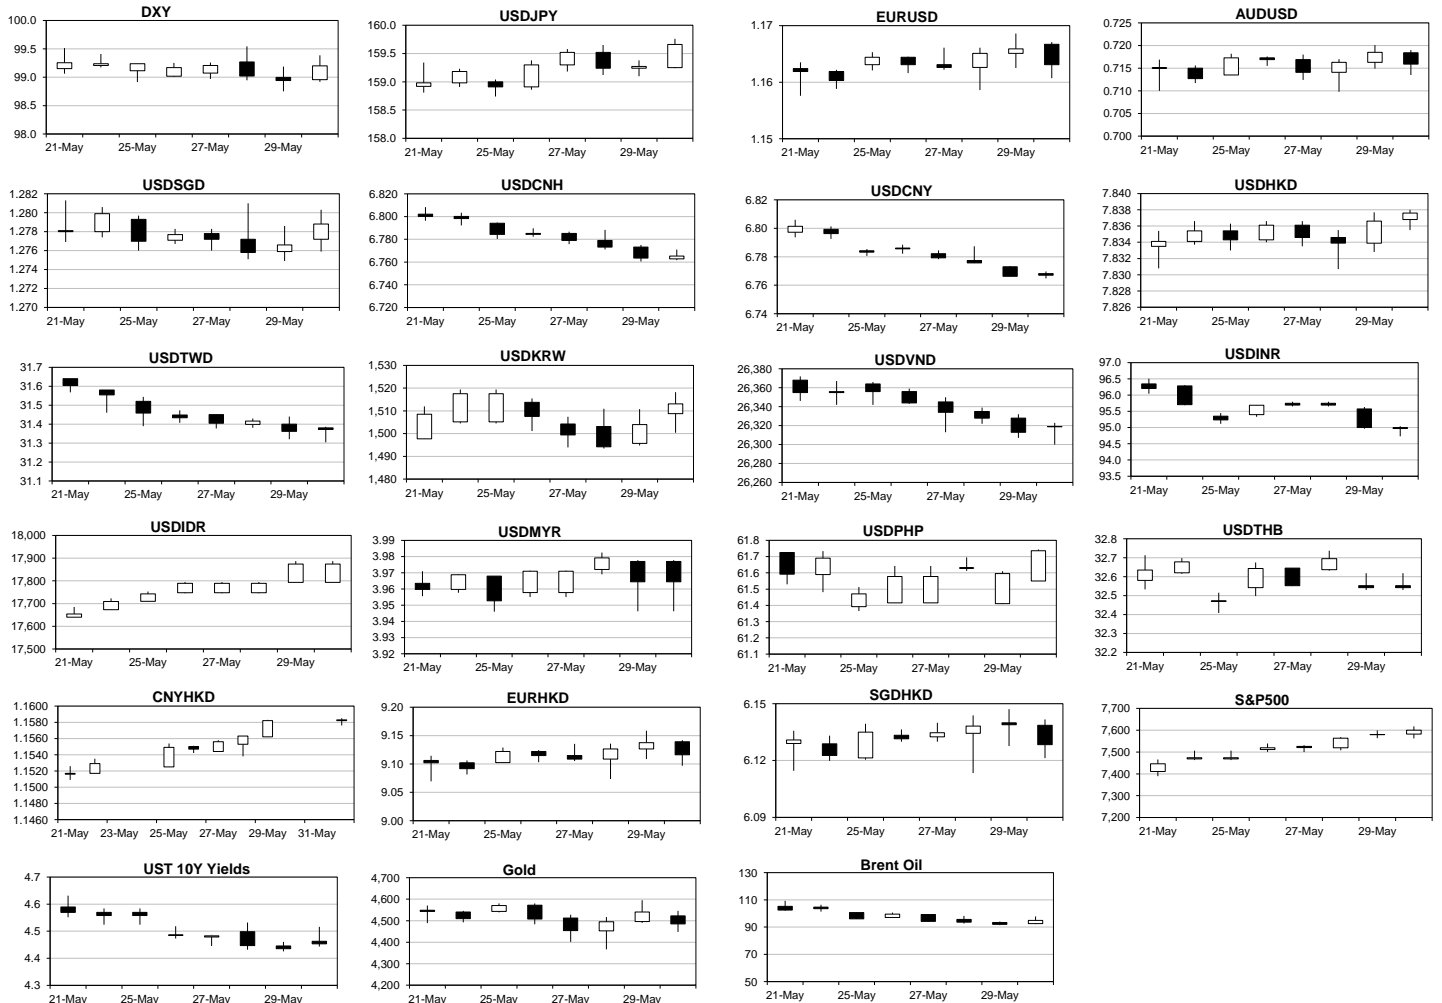 DXY
100.0
99.5
99.0
98.5
98.0
21-May
23-May
25-May
27-May
29-May
USDJPY
160.0
159.5
159.0
158.5
158.0
21-May
25-May
27-May
29-May
EURUSD
1.17
1.16
1.15
21-May
25-May
27-May
29-May
AUDUSD
0.725
0.720
0.715
0.710
0.705
0.700
21-May
25-May
27-May
29-May
USDSGD
1.282
1.280
1.278
1.276
1.274
1.272
1.270
21-May
25-May
27-May
29-May
USDCNH
6.820
6.800
6.780
6.760
6.740
6.720
21-May
25-May
27-May
29-May
USDCNY
6.82
6.80
6.78
6.76
6.74
21-May
25-May
27-May
29-May
USDHKD
7.840
7.838
7.836
7.834
7.832
7.830
7.828
7.826
21-May
25-May
27-May
29-May
USDTWD
31.7
31.6
31.5
31.4
31.3
31.2
31.1
21-May
25-May
27-May
29-May
USDKRW
1,530
1,520
1,510
1,500
1,490
1,480
21-May
25-May
27-May
29-May
USDVND
26,380
26,360
26,340
26,320
26,300
26,280
26,260
21-May
25-May
27-May
29-May
USDINR
97.0
96.5
96.0
95.5
95.0
94.5
94.0
93.5
21-May
25-May
27-May
29-May
USDIDR
18,000
17,900
17,800
17,700
17,600
17,500
21-May
25-May
27-May
29-May
USDMYR
3.99
3.98
3.97
3.96
3.95
3.94
3.93
3.92
21-May
25-May
27-May
29-May
USDPHP
61.8
61.7
61.6
61.5
61.4
61.3
61.2
61.1
21-May
25-May
27-May
29-May
USDTHB
32.8
32.7
32.6
32.5
32.4
32.3
32.2
21-May
25-May
27-May
29-May
CNYHKD
1.1600
1.1580
1.1560
1.1540
1.1520
1.1500
1.1480
1.1460
21-May
23-May
25-May
27-May
29-May
31-May
EURHKD
9.20
9.15
9.10
9.05
9.00
21-May
25-May
27-May
29-May
SGDHKD
6.15
6.12
6.09
21-May
25-May
27-May
29-May
S&P500
7,700
7,600
7,500
7,400
7,300
7,200
21-May
25-May
27-May
29-May
UST 10Y Yields
4.7
4.6
4.5
4.4
4.3
21-May
25-May
27-May
29-May
Gold
4,700
4,600
4,500
4,400
4,300
4,200
21-May
25-May
27-May
29-May
Brent Oil
130
110
90
70
50
21-May
25-May
27-May
29-May